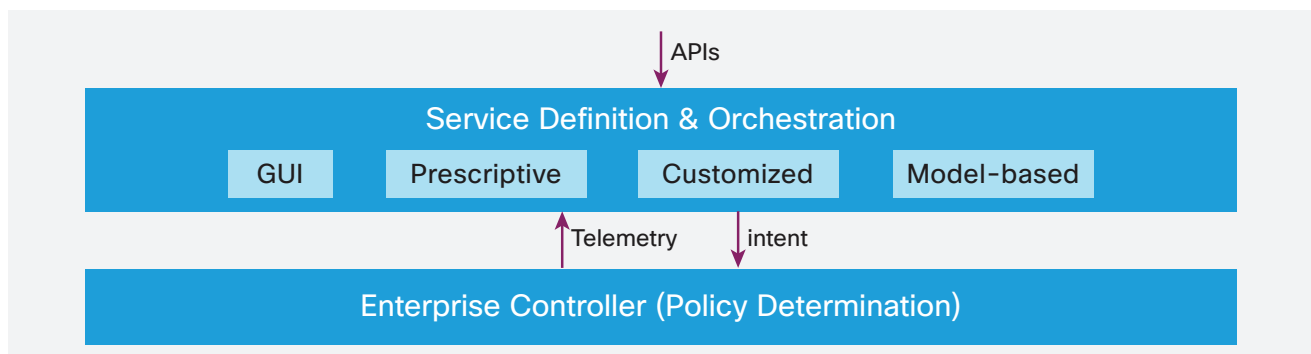 APIs
Service Definition & Orchestration
GUI Prescriptive Customized Model-based
Telemetry intent
Enterprise Controller (Policy Determination)